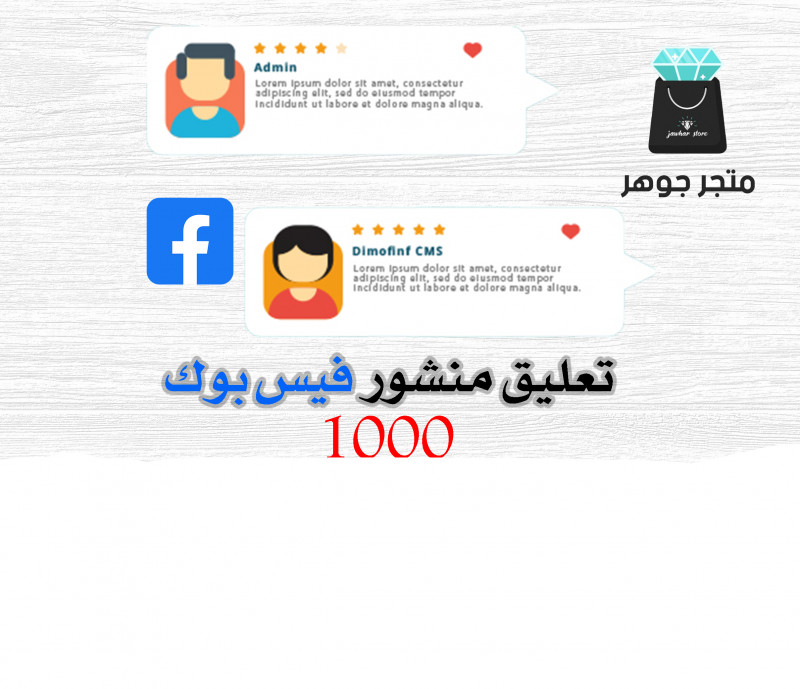 Admin
Lorem ipsum dolor sit amet, consectetur
adipiscing elit, sed do eiusmod tempor
incididunt ut labore et dolore magna aliqua.
jawhar store
متجر جوهر
Dimofinf CMS
Lorem ipsum dolor sit amet, consectetur
adipiscing elit, sed do eiusmod tempor
incididunt ut labore et dolore magna aliqua.
تعليق منشور فيس بوك
1000